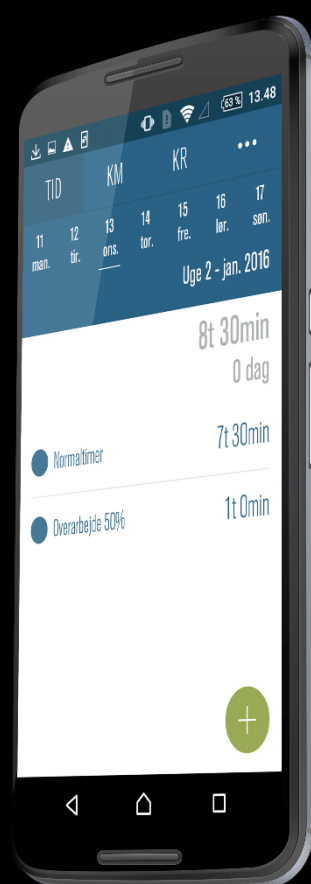 63% 13.48
TID KM KR
11 12 13 14 15 16 17
man. tir. ons. tor. fre. lør. søn.
Uge 2 - jan. 2016
8t 30min
0 dag
Normaltimer 7t 30min
Overarbejde 50% 1t 0min